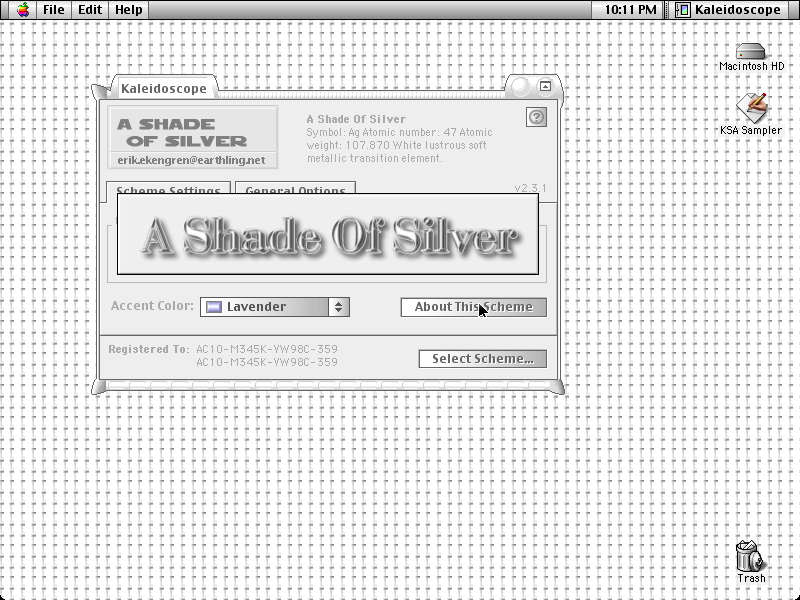 File Edit Help 10:11 PM Kaleidoscope
Macintosh HD
KSA Sampler
Kaleidoscope
A SHADE
OF SILVER
erik.ekengren@earthling.net
A Shade Of Silver
Symbol: Ag Atomic number: 47 Atomic
weight: 107.870 White lustrous soft
metallic transition element.
Scheme Settings General Options v2.3.1
A Shade Of Silver
Accent Color: Lavender About This Scheme
Registered To: AC10-M345K-VW98C-359
AC10-M345K-VW98C-359
Select Scheme...
Trash